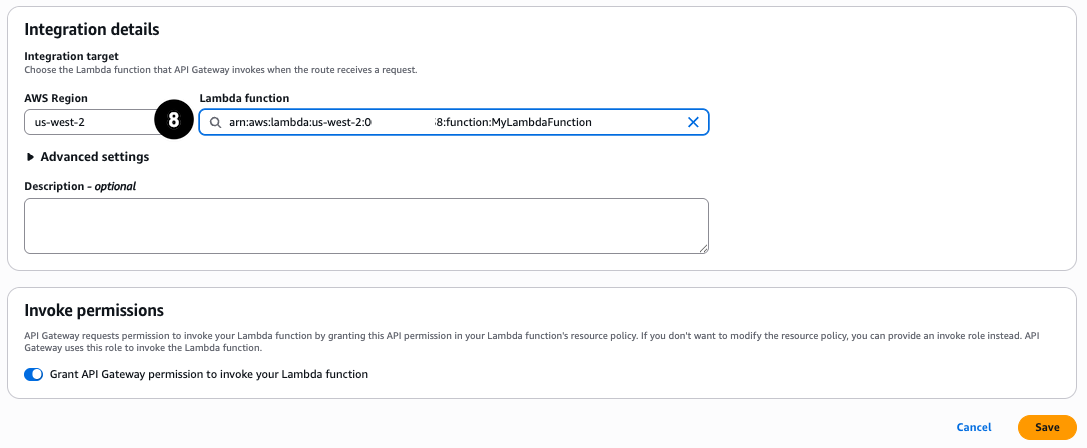 Integration details
Integration target
Choose the Lambda function that API Gateway invokes when the route receives a request.
AWS Region
Lambda function
us-west-2
8
arn:aws:lambda:us-west-2:0 8:function:MyLambdaFunction
Advanced settings
Description - optional
Invoke permissions
API Gateway requests permission to invoke your Lambda function by granting this API permission in your Lambda function's resource policy. If you don't want to modify the resource policy, you can provide an invoke role instead. API
Gateway uses this role to invoke the Lambda function.
Grant API Gateway permission to invoke your Lambda function
Cancel
Save